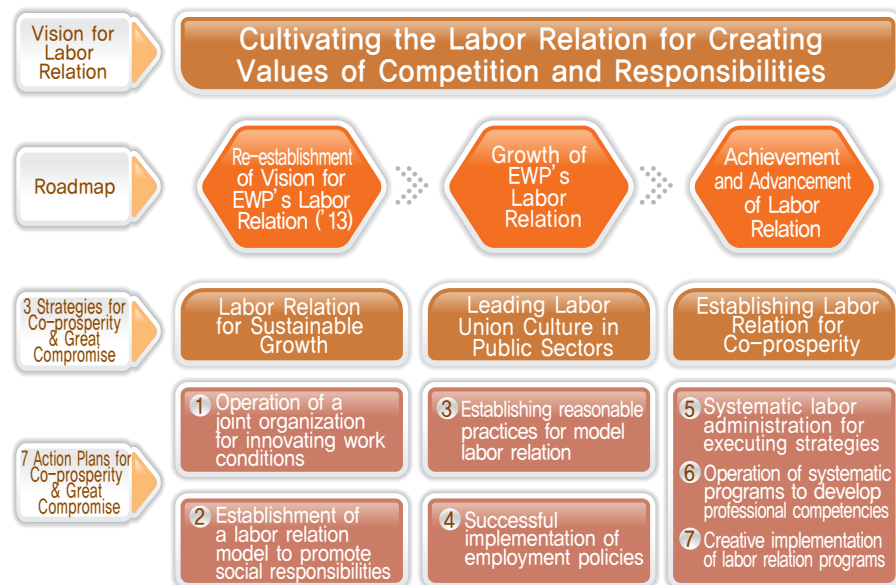 Vision for
Labor
Relation
Cultivating the Labor Relation for Creating
Values of Competition and Responsibilities
Roadmap
Re-establishment
of Vision for
EWP's Labor
Relation ('13)
Growth of
EWP's
Labor
Relation
Achievement
and Advancement
of Labor
Relation
3 Strategies for
Co-prosperity
& Great
Compromise
Labor Relation
for Sustainable
Growth
Leading Labor
Union Culture in
Public Sectors
Establishing Labor
Relation for
Co-prosperity
7 Action Plans for
Co-prosperity
& Great
Compromise
1 Operation of a
joint organization
for innovating work
conditions
2 Establishment of
a labor relation
model to promote
social responsibilities
3 Establishing reasonable
practices for model
labor relation
4 Successful
implementation of
employment policies
5 Systematic labor
administration for
executing strategies
6 Operation of systematic
programs to develop
professional competencies
7 Creative implementation
of labor relation programs